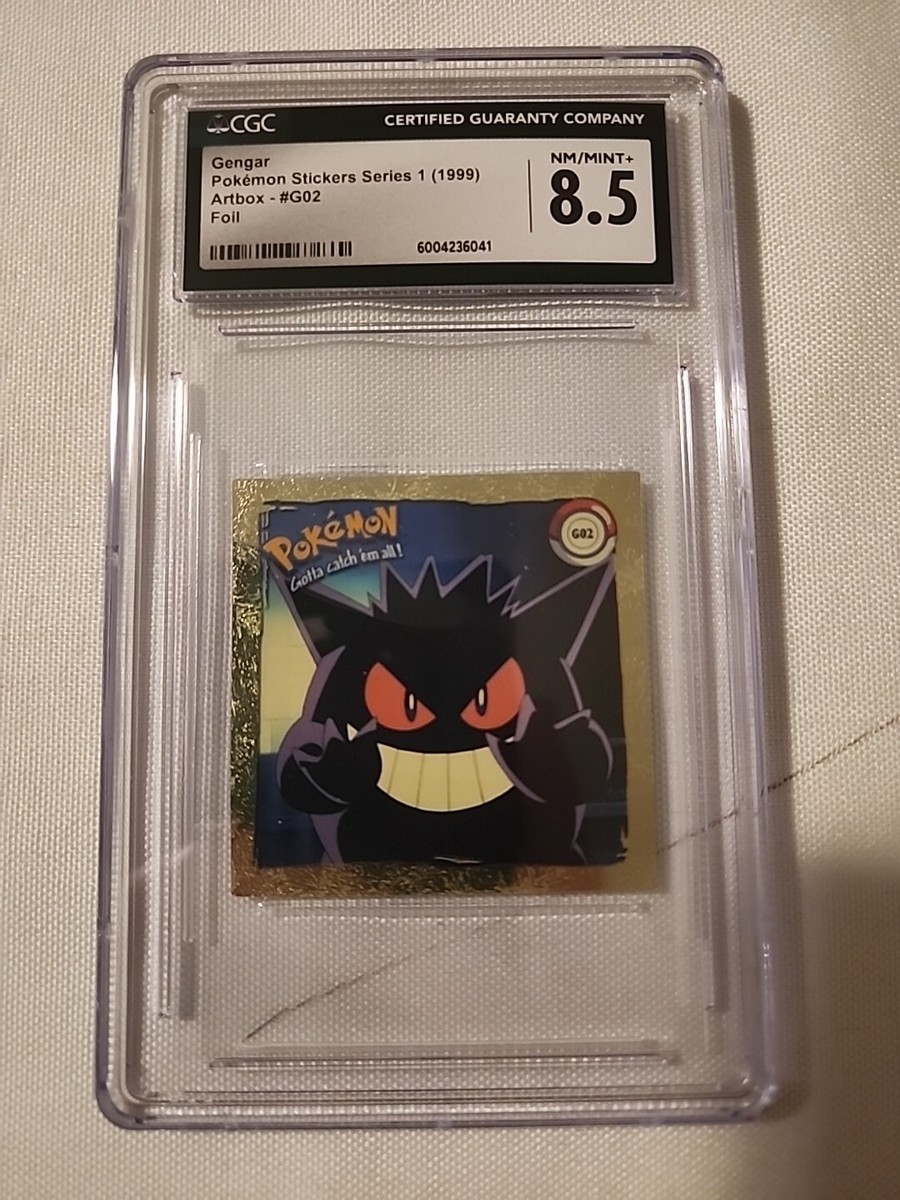 CGC CERTIFIED GUARANTY COMPANY
Gengar
Pokémon Stickers Series 1 (1999)
Artbox - #G02
Foil
NM/MINT+
8.5
6004236041
POKéMON
Gotta catch 'em all!
G02